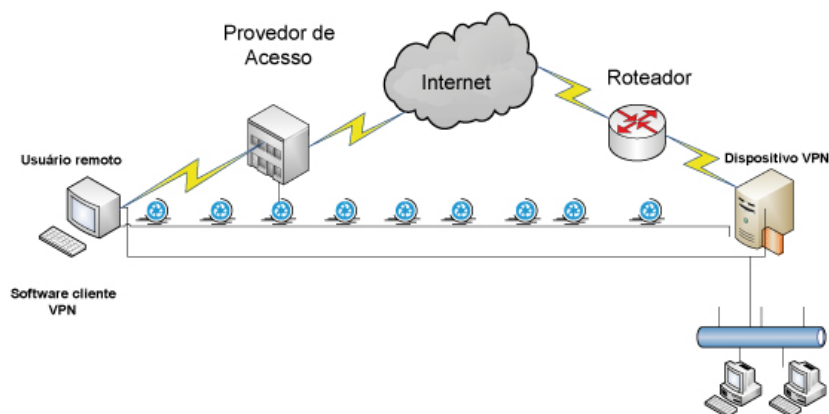 Provedor de
Acesso
Internet
Roteador
Usuário remoto
Dispositivo VPN
Software cliente
VPN